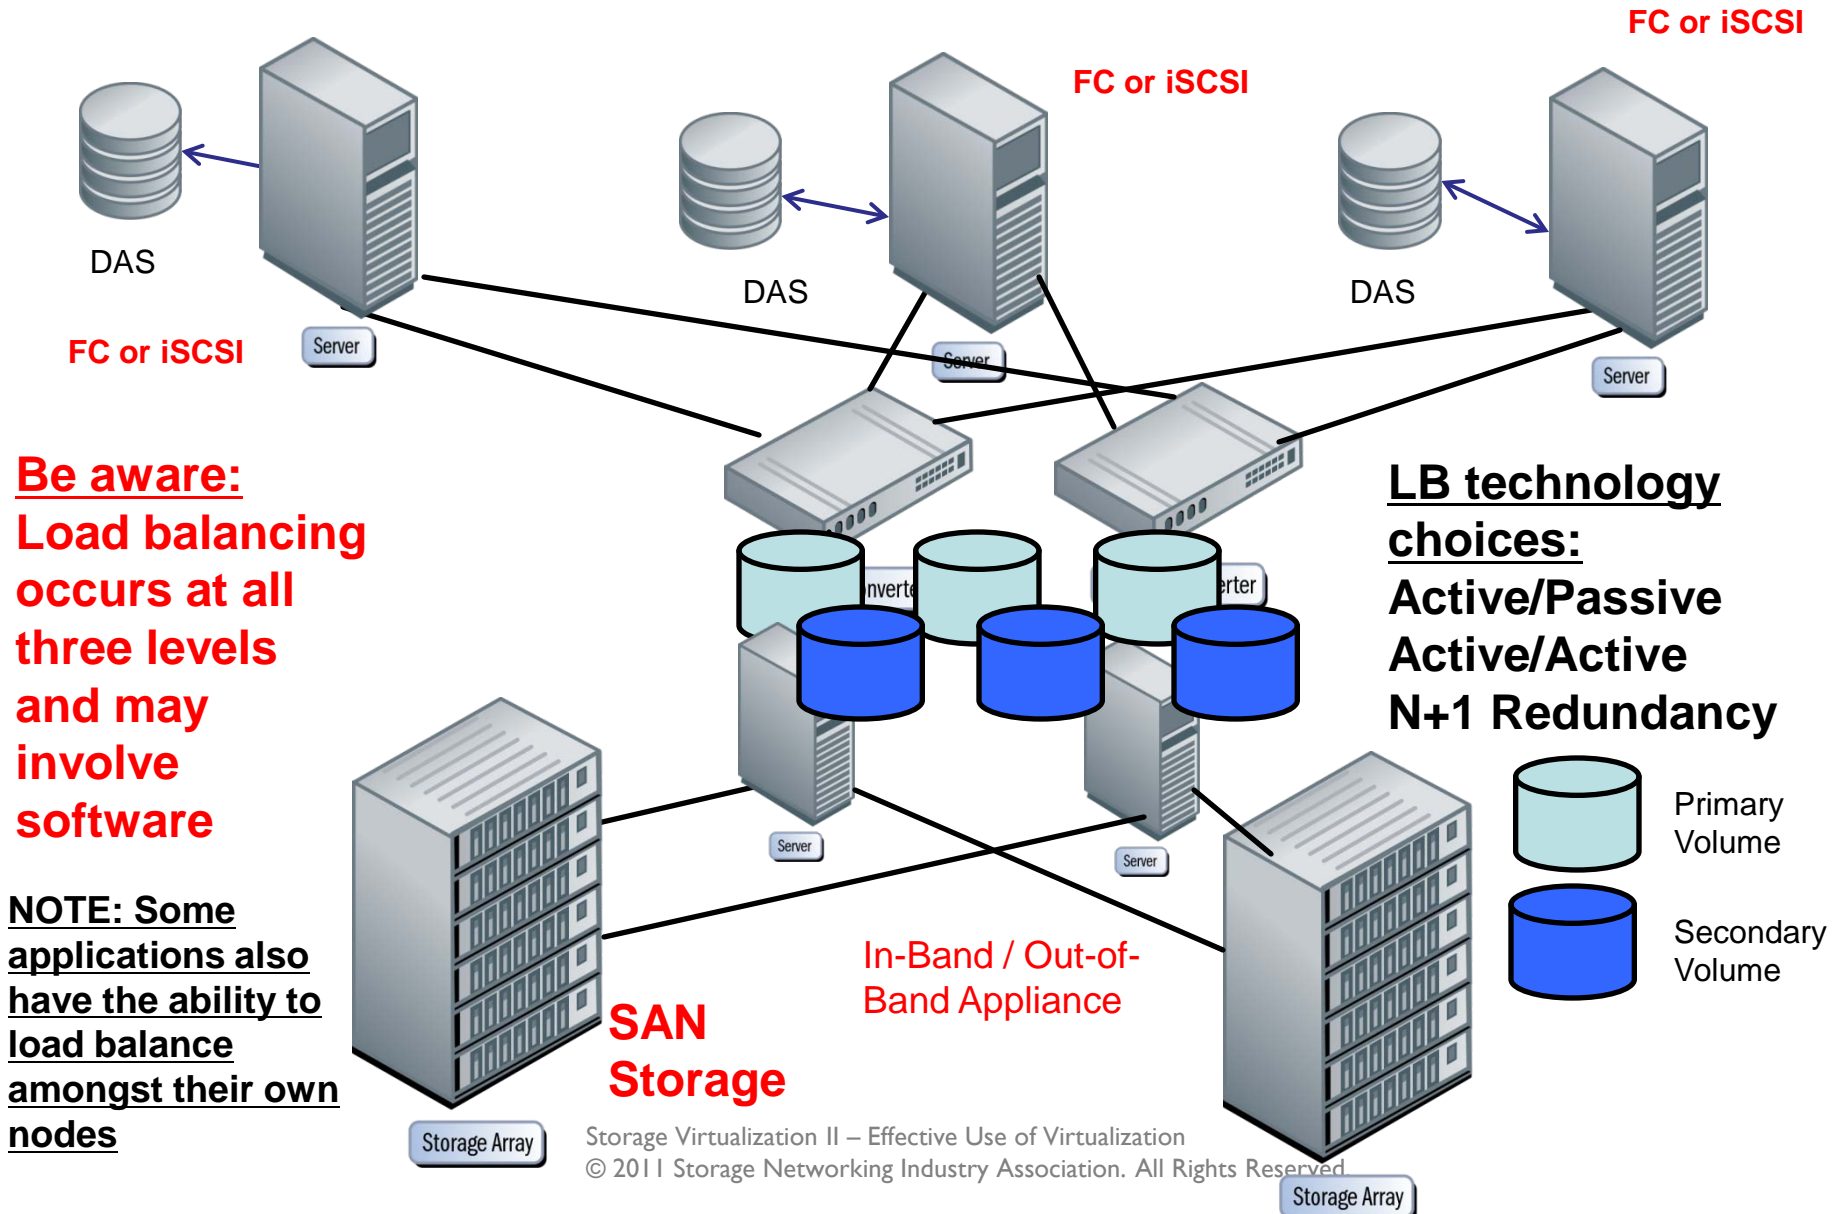 FC or iSCSI
FC or iSCSI
DAS
DAS
DAS
FC or iSCSI
Server
Server
Server
Be aware:
Load balancing
occurs at all
three levels
and may
involve
software
LB technology
choices:
Active/Passive
Active/Active
N+1 Redundancy
Primary
Volume
Server
Server
NOTE: Some
applications also
have the ability to
load balance
amongst their own
nodes
Secondary
Volume
In-Band / Out-of-
Band Appliance
SAN
Storage
Storage Array
Storage Virtualization II – Effective Use of Virtualization
© 2011 Storage Networking Industry Association. All Rights Reserved.
Storage Array